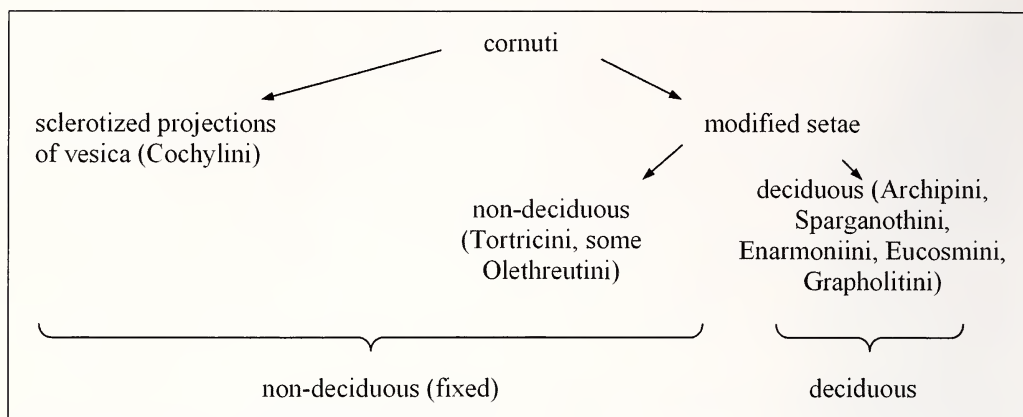 cornuti
sclerotized projections
of vesica (Cochylini)
modified setae
non-deciduous
(Tortricini, some
Olethreutini)
deciduous (Archipini,
Sparganothini,
Enarmoniini, Eucosmini,
Grapholitini)
non-deciduous (fixed)
deciduous